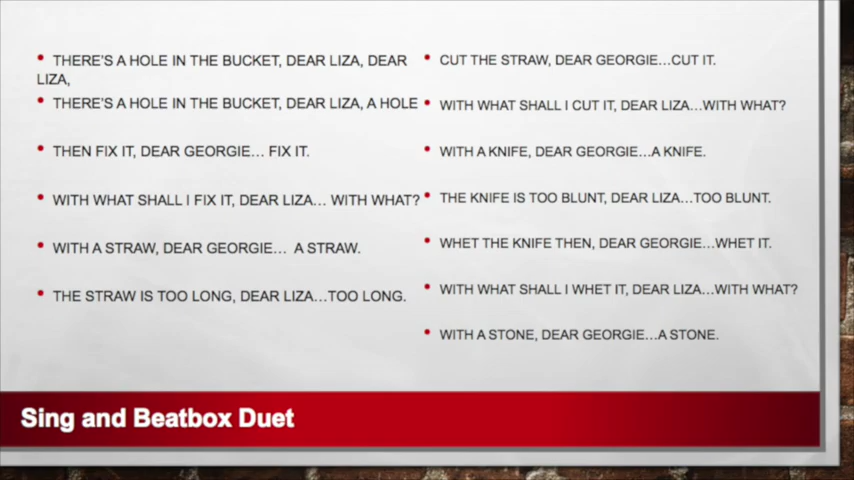 • THERE'S A HOLE IN THE BUCKET, DEAR LIZA, DEAR
LIZA,
• THERE'S A HOLE IN THE BUCKET, DEAR LIZA, A HOLE
• THEN FIX IT, DEAR GEORGIE... FIX IT.
• WITH WHAT SHALL I FIX IT, DEAR LIZA... WITH WHAT?
• WITH A STRAW, DEAR GEORGIE... A STRAW.
• THE STRAW IS TOO LONG, DEAR LIZA...TOO LONG.
• CUT THE STRAW, DEAR GEORGIE...CUT IT.
• WITH WHAT SHALL I CUT IT, DEAR LIZA...WITH WHAT?
• WITH A KNIFE, DEAR GEORGIE...A KNIFE.
• THE KNIFE IS TOO BLUNT, DEAR LIZA...TOO BLUNT.
• WHET THE KNIFE THEN, DEAR GEORGIE...WHET IT.
• WITH WHAT SHALL I WHET IT, DEAR LIZA...WITH WHAT?
• WITH A STONE, DEAR GEORGIE...A STONE.
Sing and Beatbox Duet